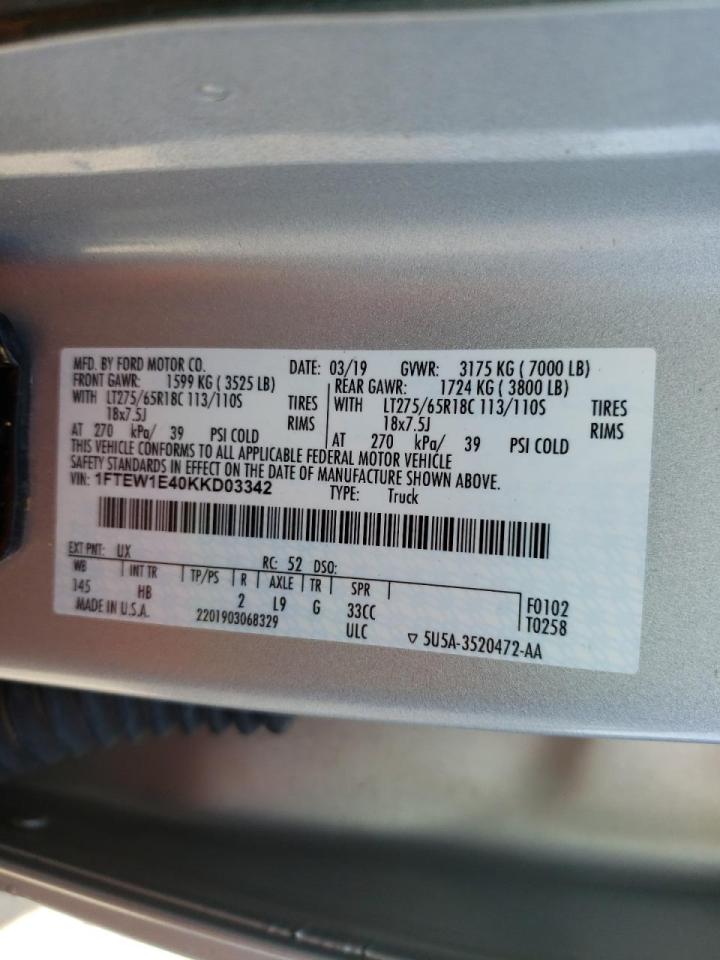 MFD. BY FORD MOTOR CO. DATE: 03/19 GVWR: 3175 KG ( 7000 LB)
FRONT GAWR: 1599 KG ( 3525 LB) REAR GAWR: 1724 KG ( 3800 LB)
WITH LT275/65R18C 113/110S TIRES WITH LT275/65R18C 113/110S TIRES
18x7.5J RIMS 18x7.5J RIMS
AT 270 kPa/ 39 PSI COLD AT 270 kPa/ 39 PSI COLD
THIS VEHICLE CONFORMS TO ALL APPLICABLE FEDERAL MOTOR VEHICLE
SAFETY STANDARDS IN EFFECT ON THE DATE OF MANUFACTURE SHOWN ABOVE.
VIN: 1FTEW1E40KKD03342 TYPE: Truck
EXT PNT: UX RC: 52 DSO:
WB INT TR TP/PS R AXLE TR SPR
145 HB 2 L9 G 33CC F0102
MADE IN U.S.A. 2201903068329 ULC ▽ 5U5A-3520472-AA T0258